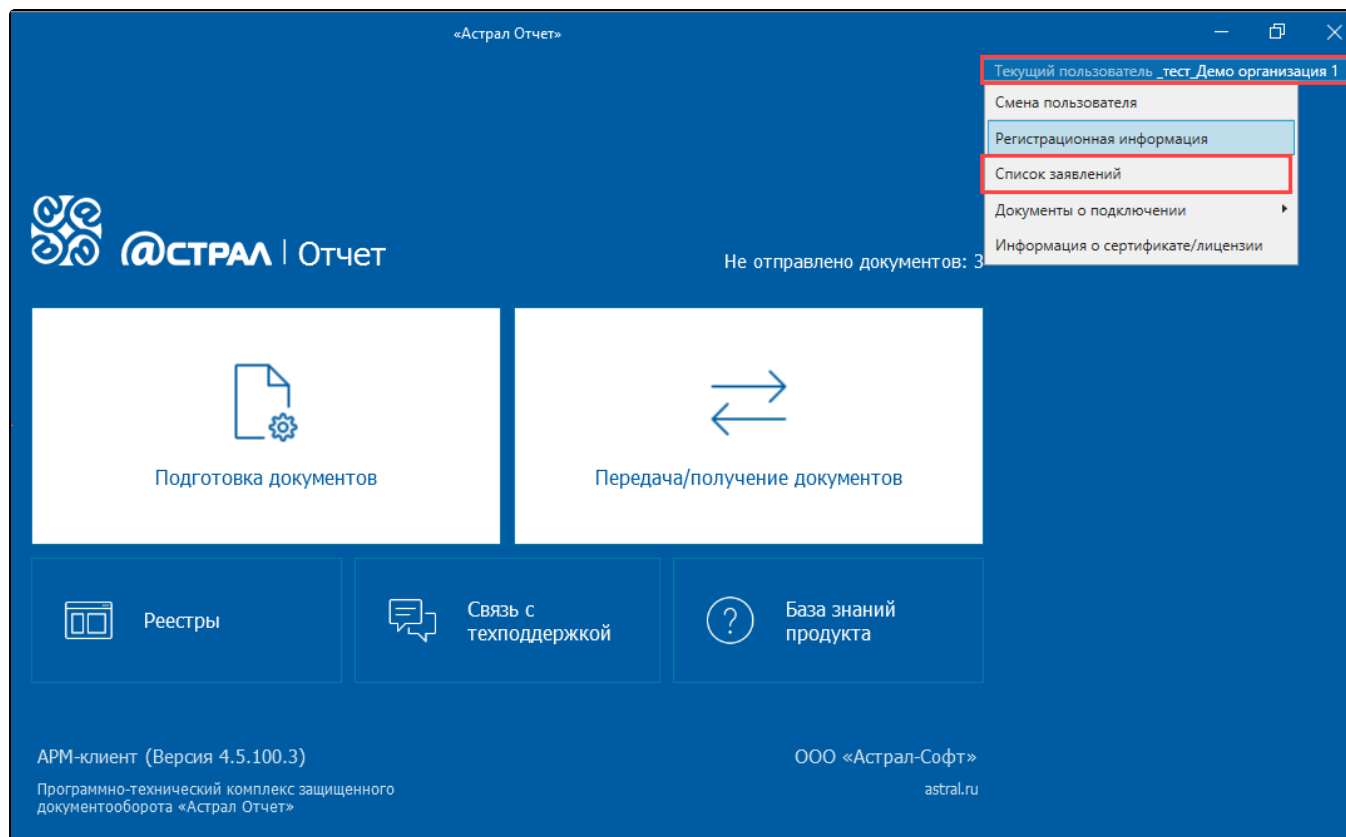 «Астрал Отчет»
Текущий пользователь _тест_Демо организация 1
Смена пользователя
Регистрационная информация
Список заявлений
Документы о подключении
Информация о сертификате/лицензии
@СТРАЛ | Отчет
Не отправлено документов: 3
Подготовка документов
Передача/получение документов
Реестры
Связь с
техподдержкой
?
База знаний
продукта
АРМ-клиент (Версия 4.5.100.3)
ООО «Астрал-Софт»
Программно-технический комплекс защищенного
документооборота «Астрал Отчет»
astral.ru